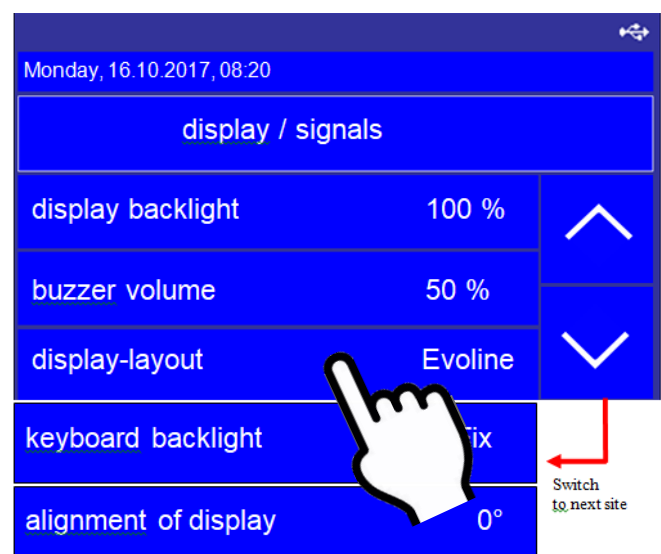 Monday, 16.10.2017, 08:20
display / signals
display backlight 100 %
buzzer volume 50 %
display-layout Evoline
keyboard backlight
alignment of display 0°
Switch
to next site